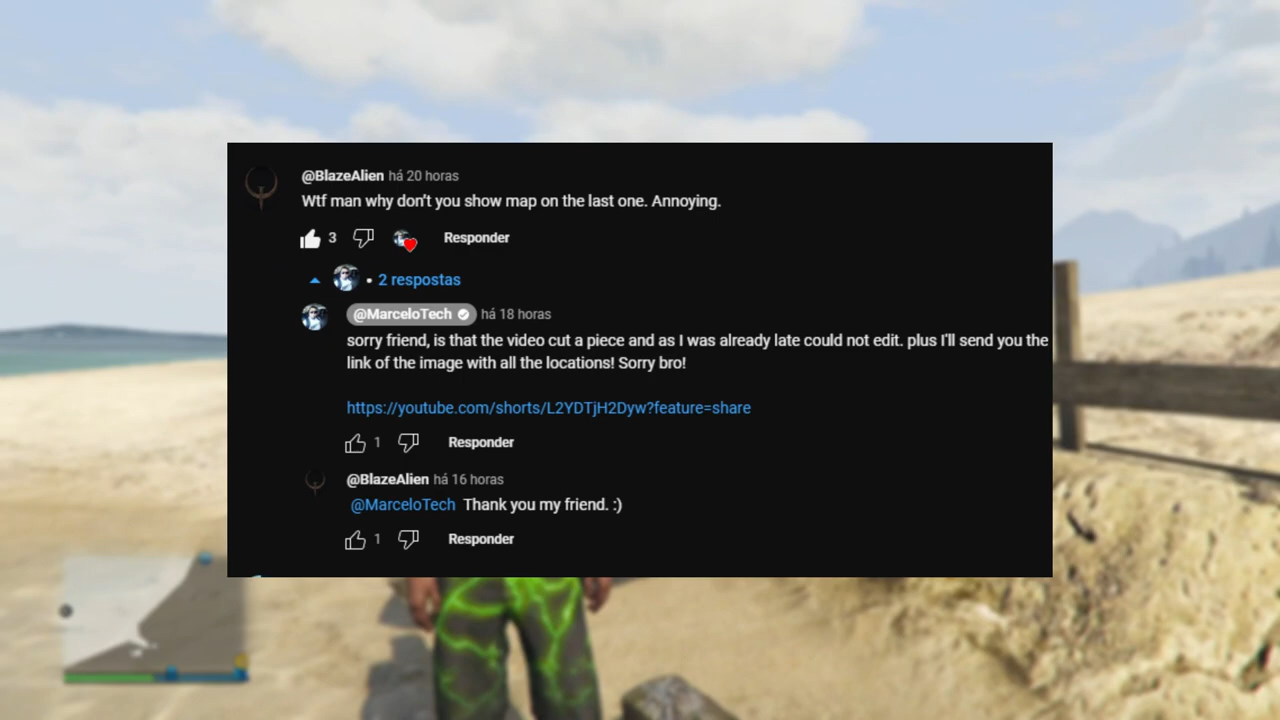 @BlazeAlien há 20 horas
Wtf man why don't you show map on the last one. Annoying.
3 Responder
2 respostas
@MarceloTech há 18 horas
sorry friend, is that the video cut a piece and as I was already late could not edit. plus I'll send you the
link of the image with all the locations! Sorry bro!
https://youtube.com/shorts/L2YDTjH2Dyw?feature=share
1 Responder
@BlazeAlien há 16 horas
@MarceloTech Thank you my friend. :)
1 Responder